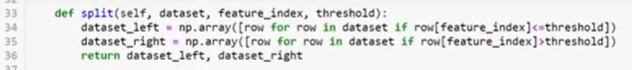 33 def split(self, dataset, feature_index, threshold):
34 dataset_left = np.array([row for row in dataset if row[feature_index]<=threshold])
35 dataset_right = np.array([row for row in dataset if row[feature_index]>threshold])
36 return dataset_left, dataset_right